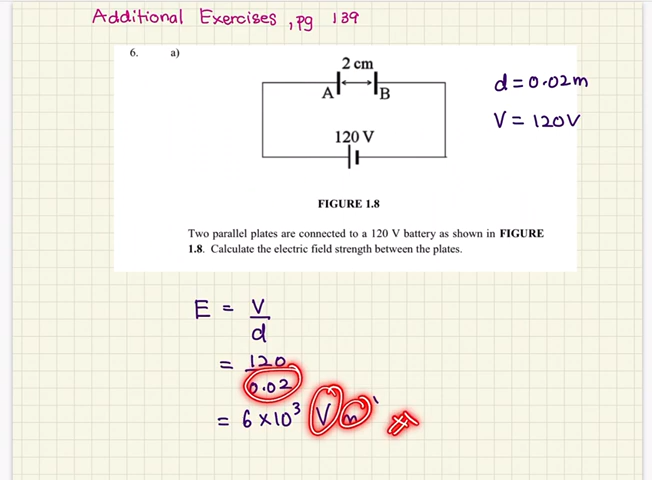 Additional Exercises, pg 139
6. a)
2 cm
A B
d = 0.02m
V = 120V
120 V
FIGURE 1.8
Two parallel plates are connected to a 120 V battery as shown in FIGURE
1.8. Calculate the electric field strength between the plates.
E = V/d
= 120/0.02
= 6 × 10³ V m⁻¹ #